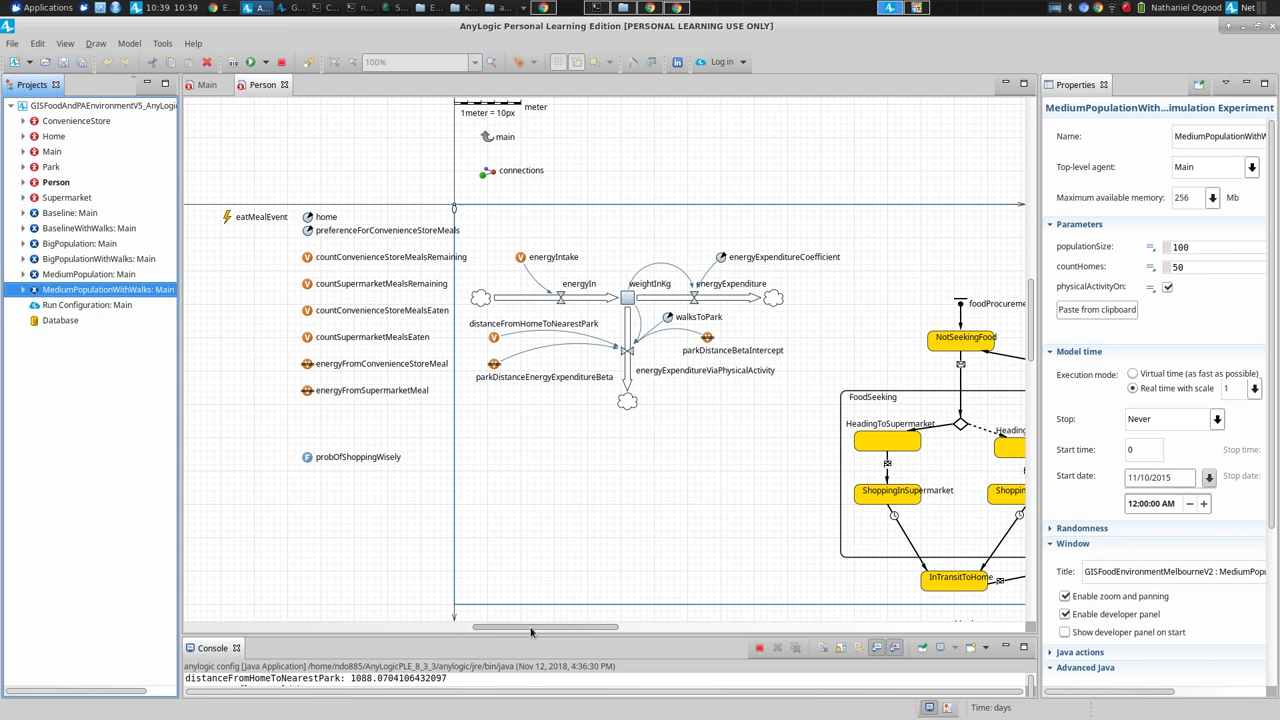 10:39 10:39
Nathaniel Osgood
Net
AnyLogic Personal Learning Edition [PERSONAL LEARNING USE ONLY]
File Edit View Draw Model Tools Help
100%
Log in
Projects
Main
Person
Properties
GISFoodAndPAEnvironmentV5_AnyLogi
ConvenienceStore
Home
Main
Park
Person
Supermarket
Baseline: Main
BaselineWithWalks: Main
BigPopulation: Main
BigPopulationWithWalks: Main
MediumPopulation: Main
MediumPopulationWithWalks: Main
Run Configuration: Main
Database
meter
1meter = 10px
main
connections
eatMealEvent
home
preferenceForConvenienceStoreMeals
countConvenienceStoreMealsRemaining
countSupermarketMealsRemaining
countConvenienceStoreMealsEaten
countSupermarketMealsEaten
energyFromConvenienceStoreMeal
energyFromSupermarketMeal
probOfShoppingWisely
energyIntake
energyExpenditureCoefficient
energyIn
weightInKg
energyExpenditure
distanceFromHomeToNearestPark
walksToPark
parkDistanceBetaIntercept
parkDistanceEnergyExpenditureBeta
energyExpenditureViaPhysicalActivity
foodProcureme
NotSeekingFood
FoodSeeking
HeadingToSupermarket
Heading
ShoppingInSupermarket
Shoppin
InTransitToHome
MediumPopulationWith...imulation Experiment
Name: MediumPopulationWithW
Top-level agent: Main
Maximum available memory: 256 Mb
Parameters
populationSize: 100
countHomes: 50
physicalActivityOn:
Paste from clipboard
Model time
Execution mode: Virtual time (as fast as possible)
Real time with scale 1
Stop: Never
Start time: 0 Stop time:
Start date: 11/10/2015 Stop date:
12:00:00 AM
Randomness
Window
Title: GISFoodEnvironmentMelbourneV2 : MediumPopu
Enable zoom and panning
Enable developer panel
Show developer panel on start
Java actions
Advanced Java
Console
anylogic config [Java Application] /home/ndo885/AnyLogicPLE_8_3_3/anylogic/jre/bin/java (Nov 12, 2018, 4:36:30 PM)
distanceFromHomeToNearestPark: 1088.0704106432097
Time: days